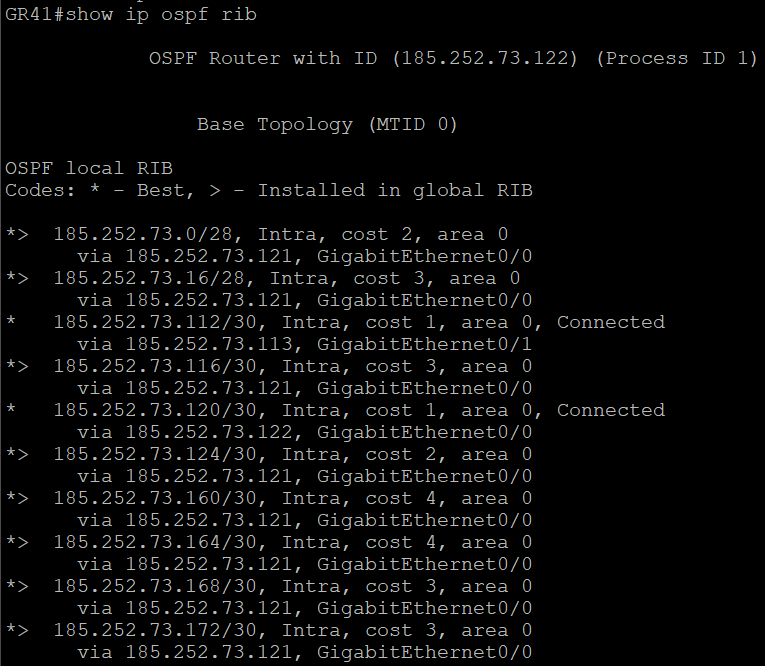 GR41#show ip ospf rib
OSPF Router with ID (185.252.73.122) (Process ID 1)
Base Topology (MTID 0)
OSPF local RIB
Codes: * - Best, > - Installed in global RIB
*>  185.252.73.0/28, Intra, cost 2, area 0
via 185.252.73.121, GigabitEthernet0/0
*>  185.252.73.16/28, Intra, cost 3, area 0
via 185.252.73.121, GigabitEthernet0/0
*   185.252.73.112/30, Intra, cost 1, area 0, Connected
via 185.252.73.113, GigabitEthernet0/1
*>  185.252.73.116/30, Intra, cost 3, area 0
via 185.252.73.121, GigabitEthernet0/0
*   185.252.73.120/30, Intra, cost 1, area 0, Connected
via 185.252.73.122, GigabitEthernet0/0
*>  185.252.73.124/30, Intra, cost 2, area 0
via 185.252.73.121, GigabitEthernet0/0
*>  185.252.73.160/30, Intra, cost 4, area 0
via 185.252.73.121, GigabitEthernet0/0
*>  185.252.73.164/30, Intra, cost 4, area 0
via 185.252.73.121, GigabitEthernet0/0
*>  185.252.73.168/30, Intra, cost 3, area 0
via 185.252.73.121, GigabitEthernet0/0
*>  185.252.73.172/30, Intra, cost 3, area 0
via 185.252.73.121, GigabitEthernet0/0